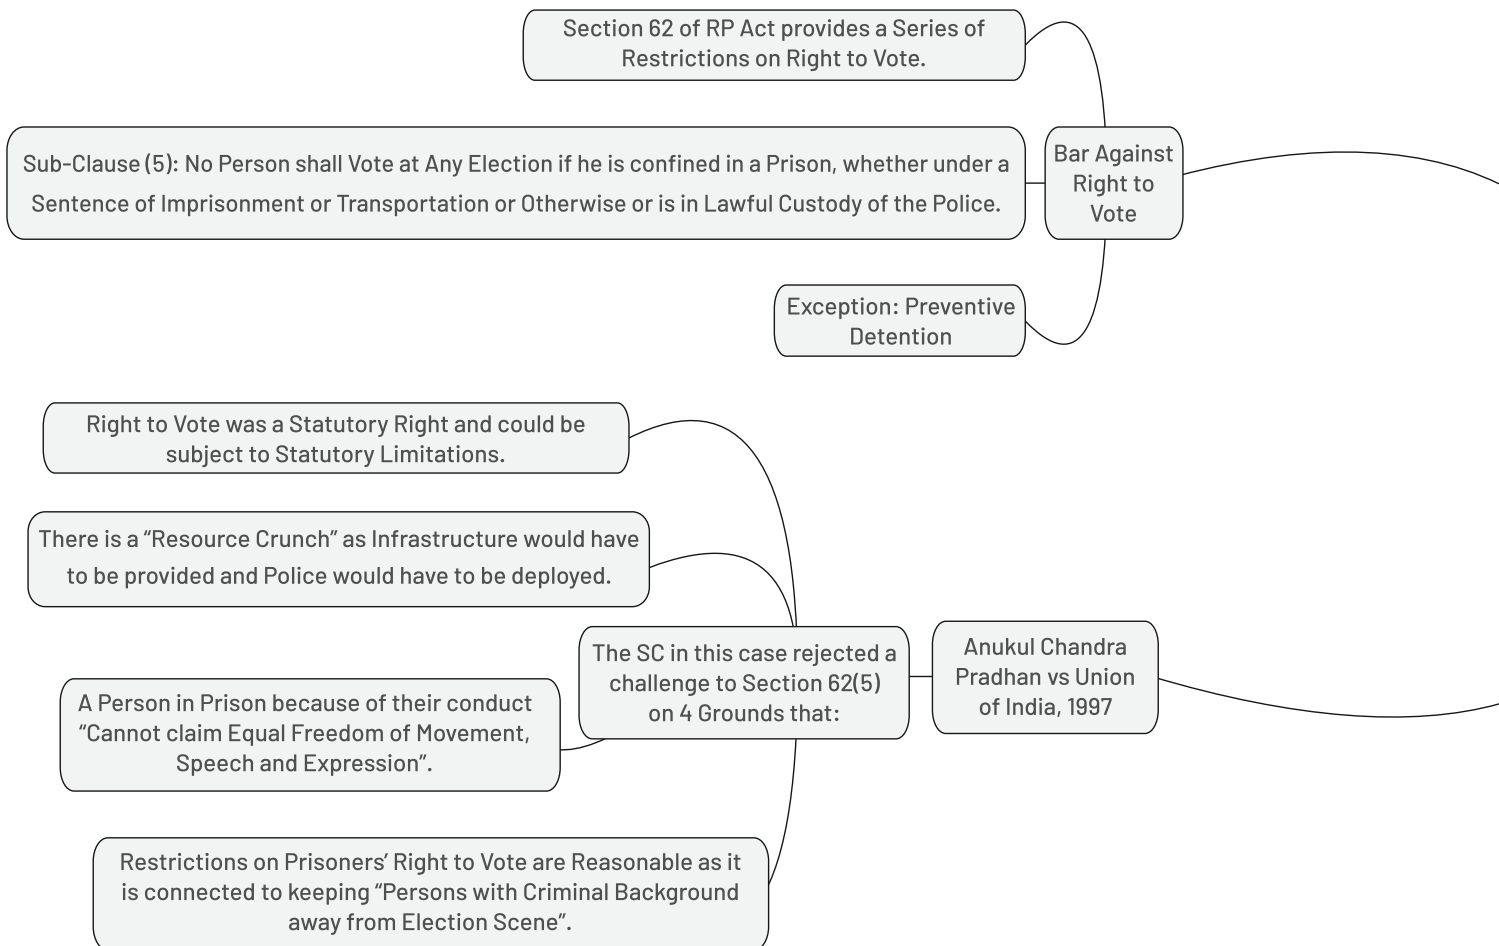 Section 62 of RP Act provides a Series of
Restrictions on Right to Vote.
Sub-Clause (5): No Person shall Vote at Any Election if he is confined in a Prison, whether under a
Sentence of Imprisonment or Transportation or Otherwise or is in Lawful Custody of the Police.
Bar Against
Right to
Vote
Exception: Preventive
Detention
Right to Vote was a Statutory Right and could be
subject to Statutory Limitations.
There is a “Resource Crunch” as Infrastructure would have
to be provided and Police would have to be deployed.
The SC in this case rejected a
challenge to Section 62(5)
on 4 Grounds that:
Anukul Chandra
Pradhan vs Union
of India, 1997
A Person in Prison because of their conduct
“Cannot claim Equal Freedom of Movement,
Speech and Expression”.
Restrictions on Prisoners’ Right to Vote are Reasonable as it
is connected to keeping “Persons with Criminal Background
away from Election Scene”.